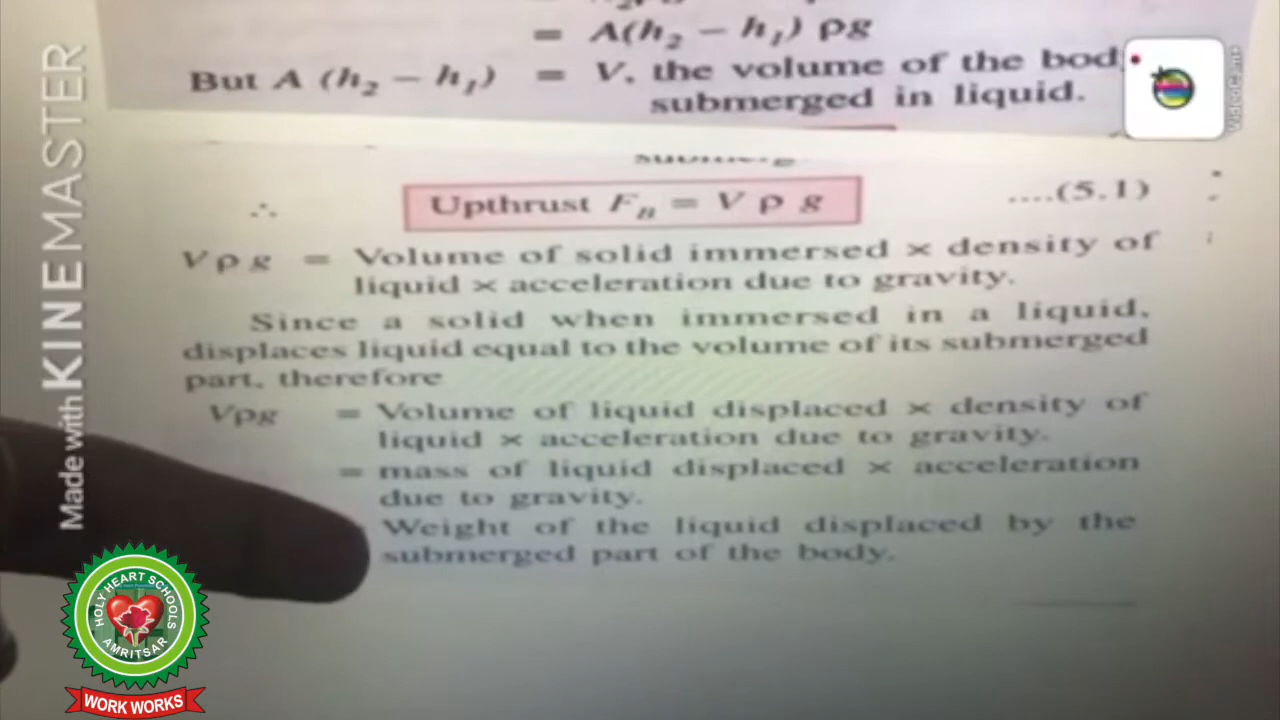 = A(h₂ – h₁) ρg
But A (h₂ – h₁) = V, the volume of the
submerged in liquid.
∴ Upthrust F_B = V ρ g ....(5.1)
V ρ g = Volume of solid immersed × density of
liquid × acceleration due to gravity.
Since a solid when immersed in a liquid,
displaces liquid equal to the volume of its submerged
part, therefore
Vρg = Volume of liquid displaced × density of
liquid × acceleration due to gravity.
= mass of liquid displaced × acceleration
due to gravity.
Weight of the liquid displaced by the
submerged part of the body.
Made with KINEMASTER
HOLY HEART SCHOOLS
AMRITSAR
WORK WORKS